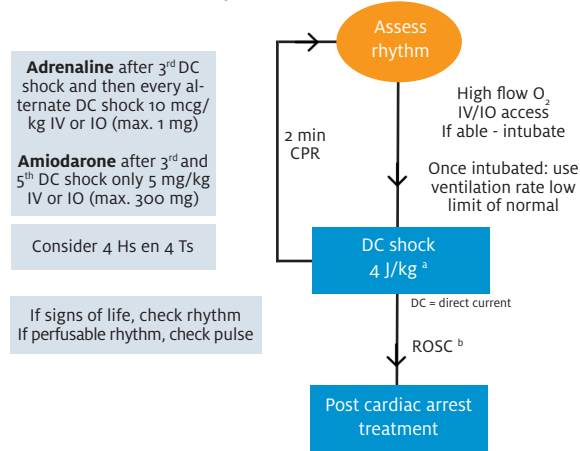 Assess
rhythm
Adrenaline after 3rd DC
shock and then every al-
ternate DC shock 10 mcg/
kg IV or IO (max. 1 mg)
Amiodarone after 3rd and
5th DC shock only 5 mg/kg
IV or IO (max. 300 mg)
Consider 4 Hs en 4 Ts
If signs of life, check rhythm
If perfusable rhythm, check pulse
2 min
CPR
High flow O2
IV/IO access
If able - intubate
Once intubated: use
ventilation rate low
limit of normal
DC shock
4 J/kg a
DC = direct current
ROSC b
Post cardiac arrest
treatment